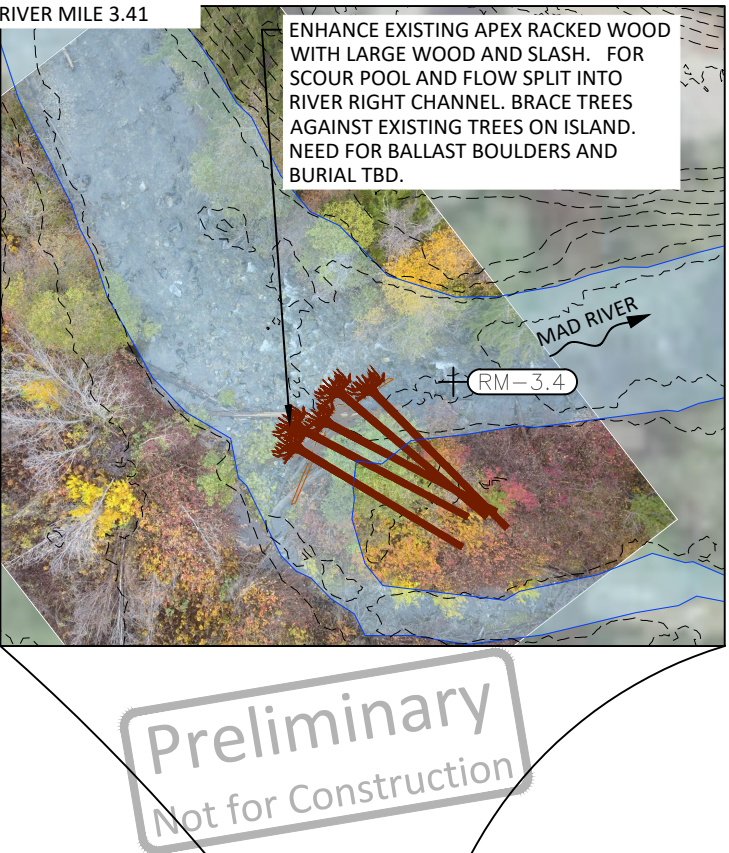 RIVER MILE 3.41
ENHANCE EXISTING APEX RACKED WOOD
WITH LARGE WOOD AND SLASH. FOR
SCOUR POOL AND FLOW SPLIT INTO
RIVER RIGHT CHANNEL. BRACE TREES
AGAINST EXISTING TREES ON ISLAND.
NEED FOR BALLAST BOULDERS AND
BURIAL TBD.
MAD RIVER
RM-3.4
Preliminary
Not for Construction